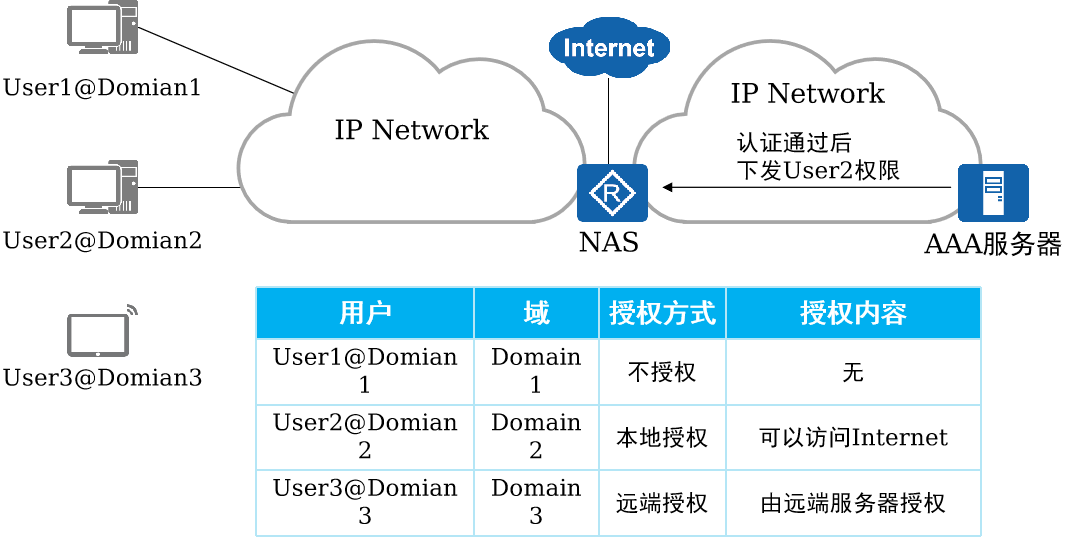 User1@Domian1
User2@Domian2
User3@Domian3
IP Network
Internet
IP Network
认证通过后
下发User2权限
R
NAS
AAA服务器
用户 域 授权方式 授权内容
User1@Domian
1
Domain
1
不授权
无
User2@Domian
2
Domain
2
本地授权
可以访问Internet
User3@Domian
3
Domain
3
远端授权
由远端服务器授权